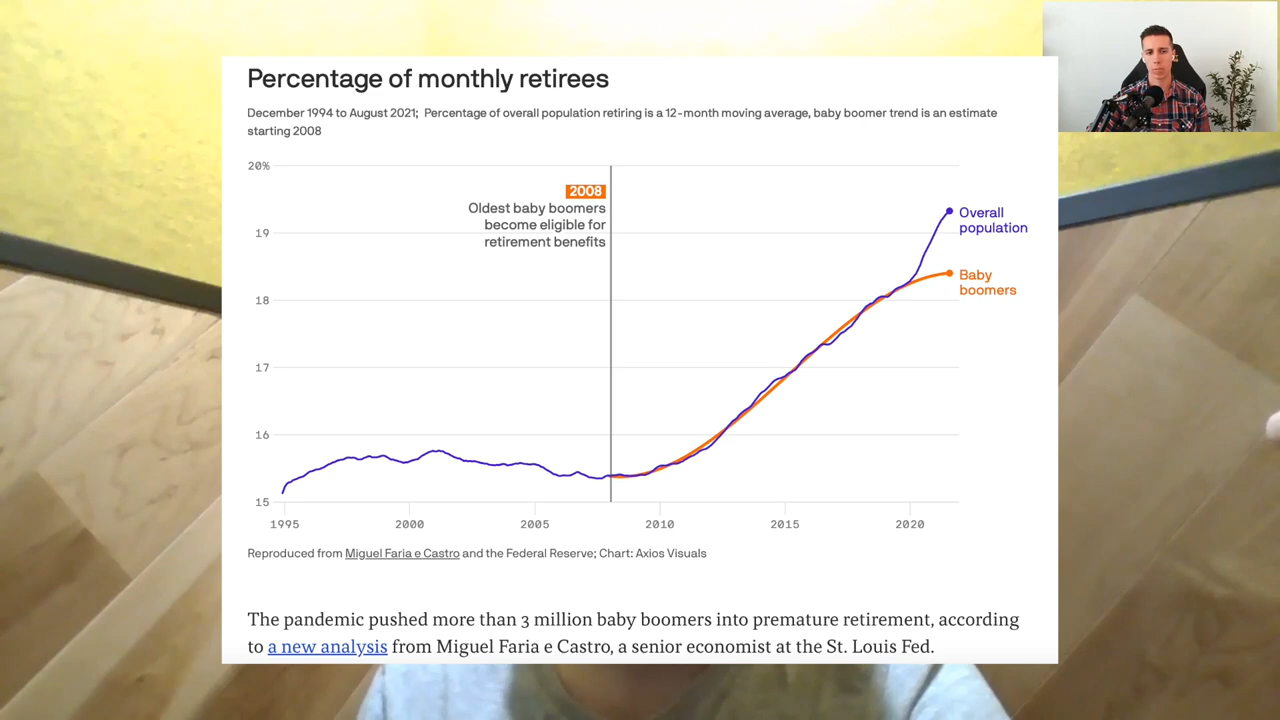 Percentage of monthly retirees
December 1994 to August 2021; Percentage of overall population retiring is a 12-month moving average, baby boomer trend is an estimate
starting 2008
20%
2008
Oldest baby boomers
become eligible for
retirement benefits
Overall
population
19
Baby
boomers
18
17
16
15
1995 2000 2005 2010 2015 2020
Reproduced from Miguel Faria e Castro and the Federal Reserve; Chart: Axios Visuals
The pandemic pushed more than 3 million baby boomers into premature retirement, according
to a new analysis from Miguel Faria e Castro, a senior economist at the St. Louis Fed.